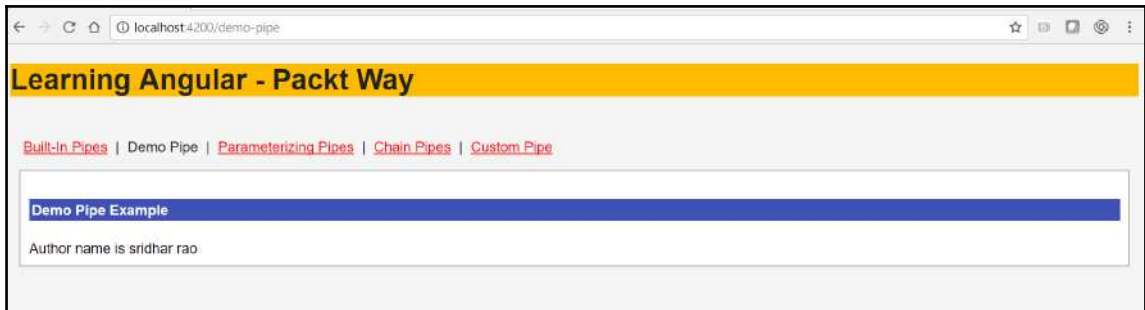 localhost:4200/demo-pipe
Learning Angular - Packt Way
Built-In Pipes | Demo Pipe | Parameterizing Pipes | Chain Pipes | Custom Pipe
Demo Pipe Example
Author name is sridhar rao